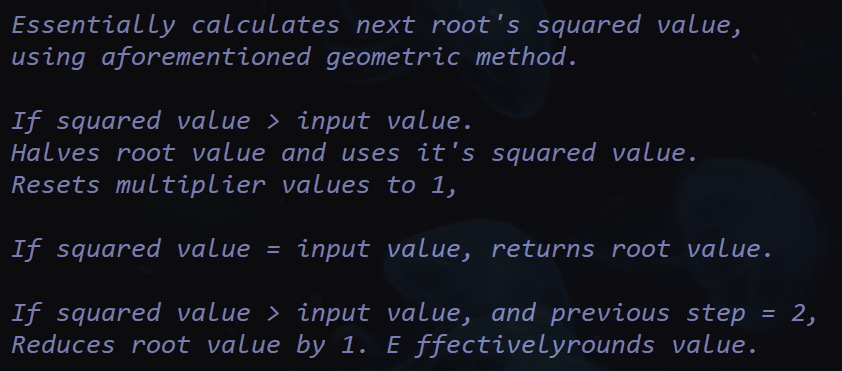 Essentially calculates next root's squared value,
using aforementioned geometric method.
If squared value > input value.
Halves root value and uses it's squared value.
Resets multiplier values to 1,
If squared value = input value, returns root value.
If squared value > input value, and previous step = 2,
Reduces root value by 1. E ffectivelyrounds value.